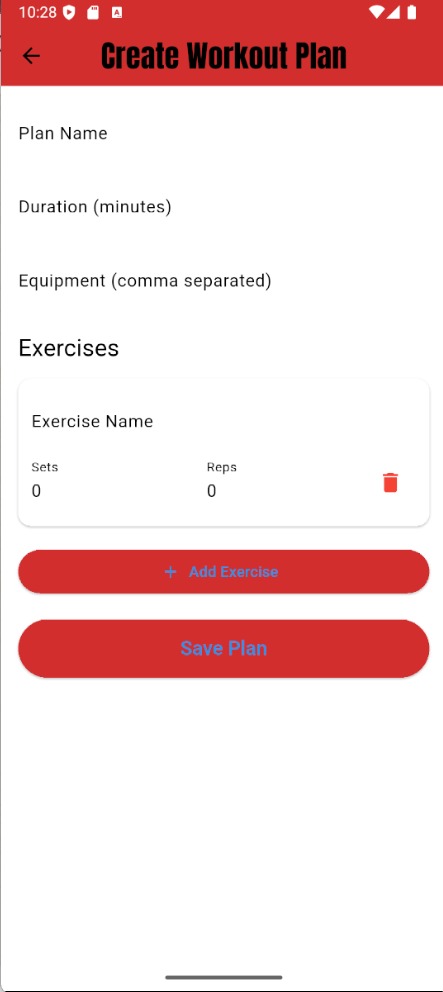 10:28
Create Workout Plan
Plan Name
Duration (minutes)
Equipment (comma separated)
Exercises
Exercise Name
Sets Reps
0 0
+ Add Exercise
Save Plan